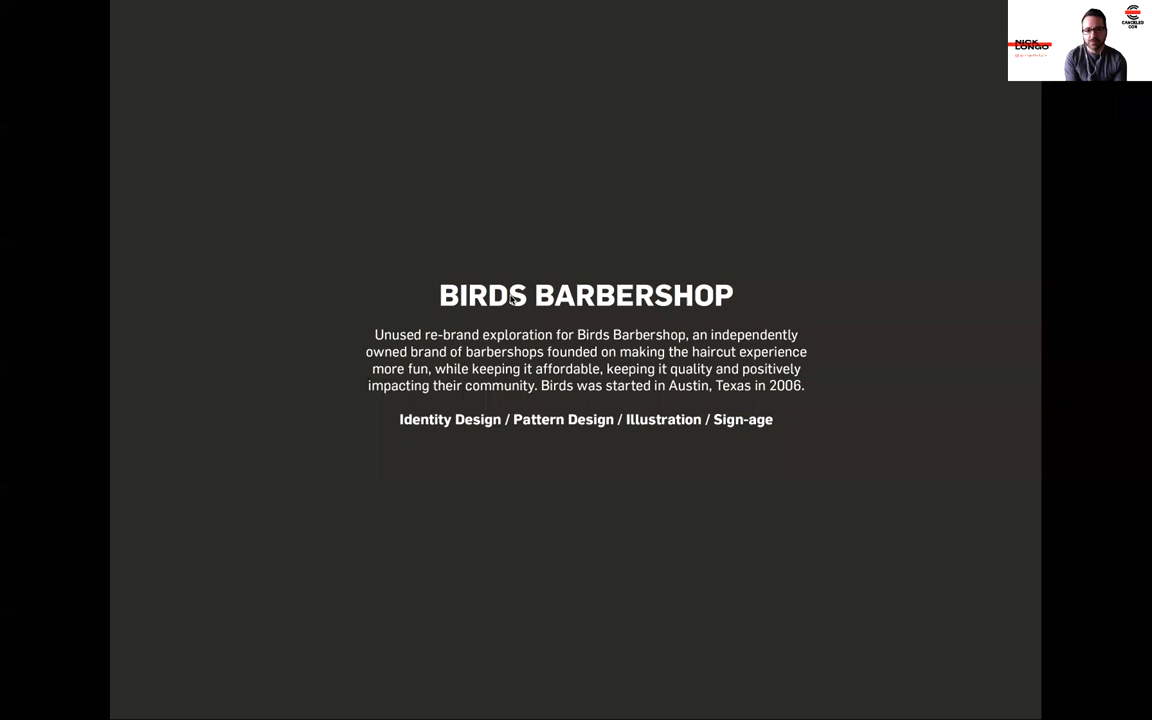 BIRDS BARBERSHOP
Unused re-brand exploration for Birds Barbershop, an independently
owned brand of barbershops founded on making the haircut experience
more fun, while keeping it affordable, keeping it quality and positively
impacting their community. Birds was started in Austin, Texas in 2006.
Identity Design / Pattern Design / Illustration / Sign-age
NICK
LONGO
CANCELED
CON